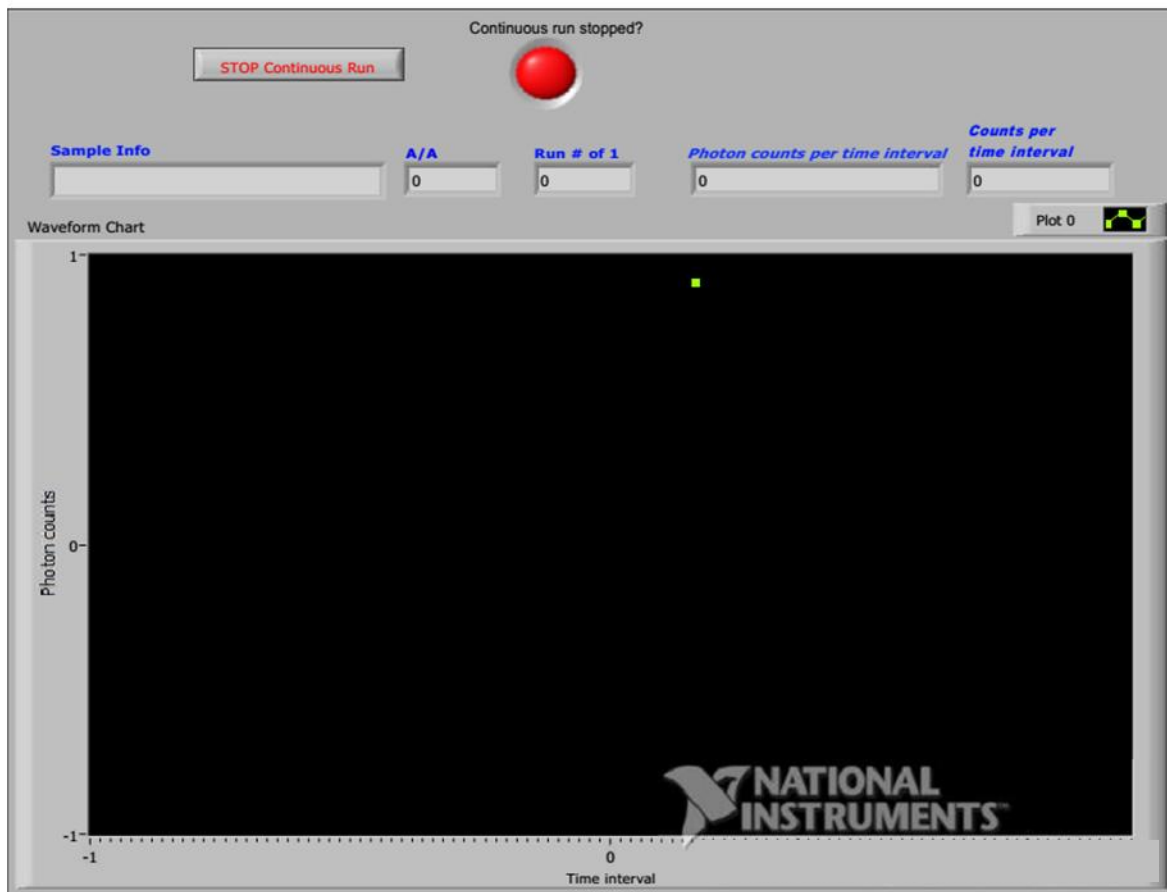 Continuous run stopped?
STOP Continuous Run
Sample Info
A/A
Run # of 1
Photon counts per time interval
Counts per
time interval
0
0
0
0
Waveform Chart
Plot 0
1
0
-1
Photon counts
-1
0
Time interval
NATIONAL
INSTRUMENTS™